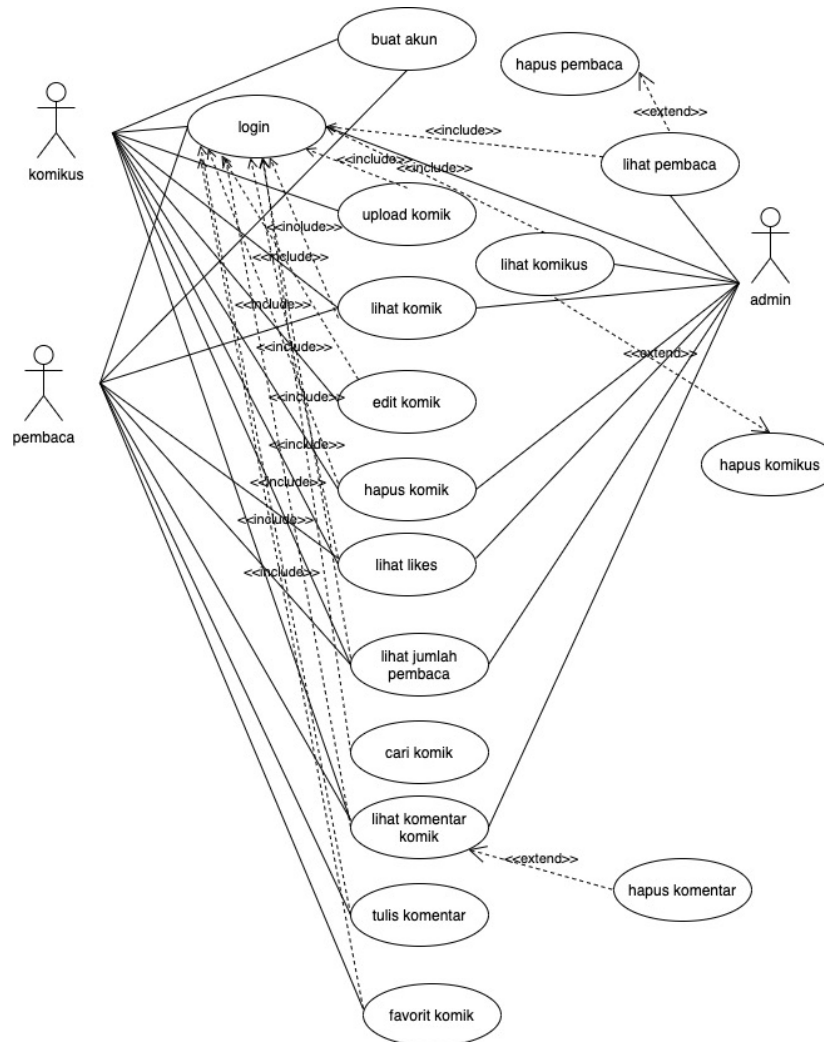 buat akun
hapus pembaca
<<extend>>
login
<<include>>
komikus
<<include>>
<<include>>
lihat pembaca
upload komik
<<include>>
lihat komikus
<<include>>
admin
lihat komik
<<include>>
<<include>>
pembaca
<<extend>>
edit komik
<<include>>
<<include>>
hapus komikus
hapus komik
<<include>>
<<include>>
lihat likes
<<include>>
lihat jumlah
pembaca
cari komik
lihat komentar
komik
<<extend>>
hapus komentar
tulis komentar
favorit komik